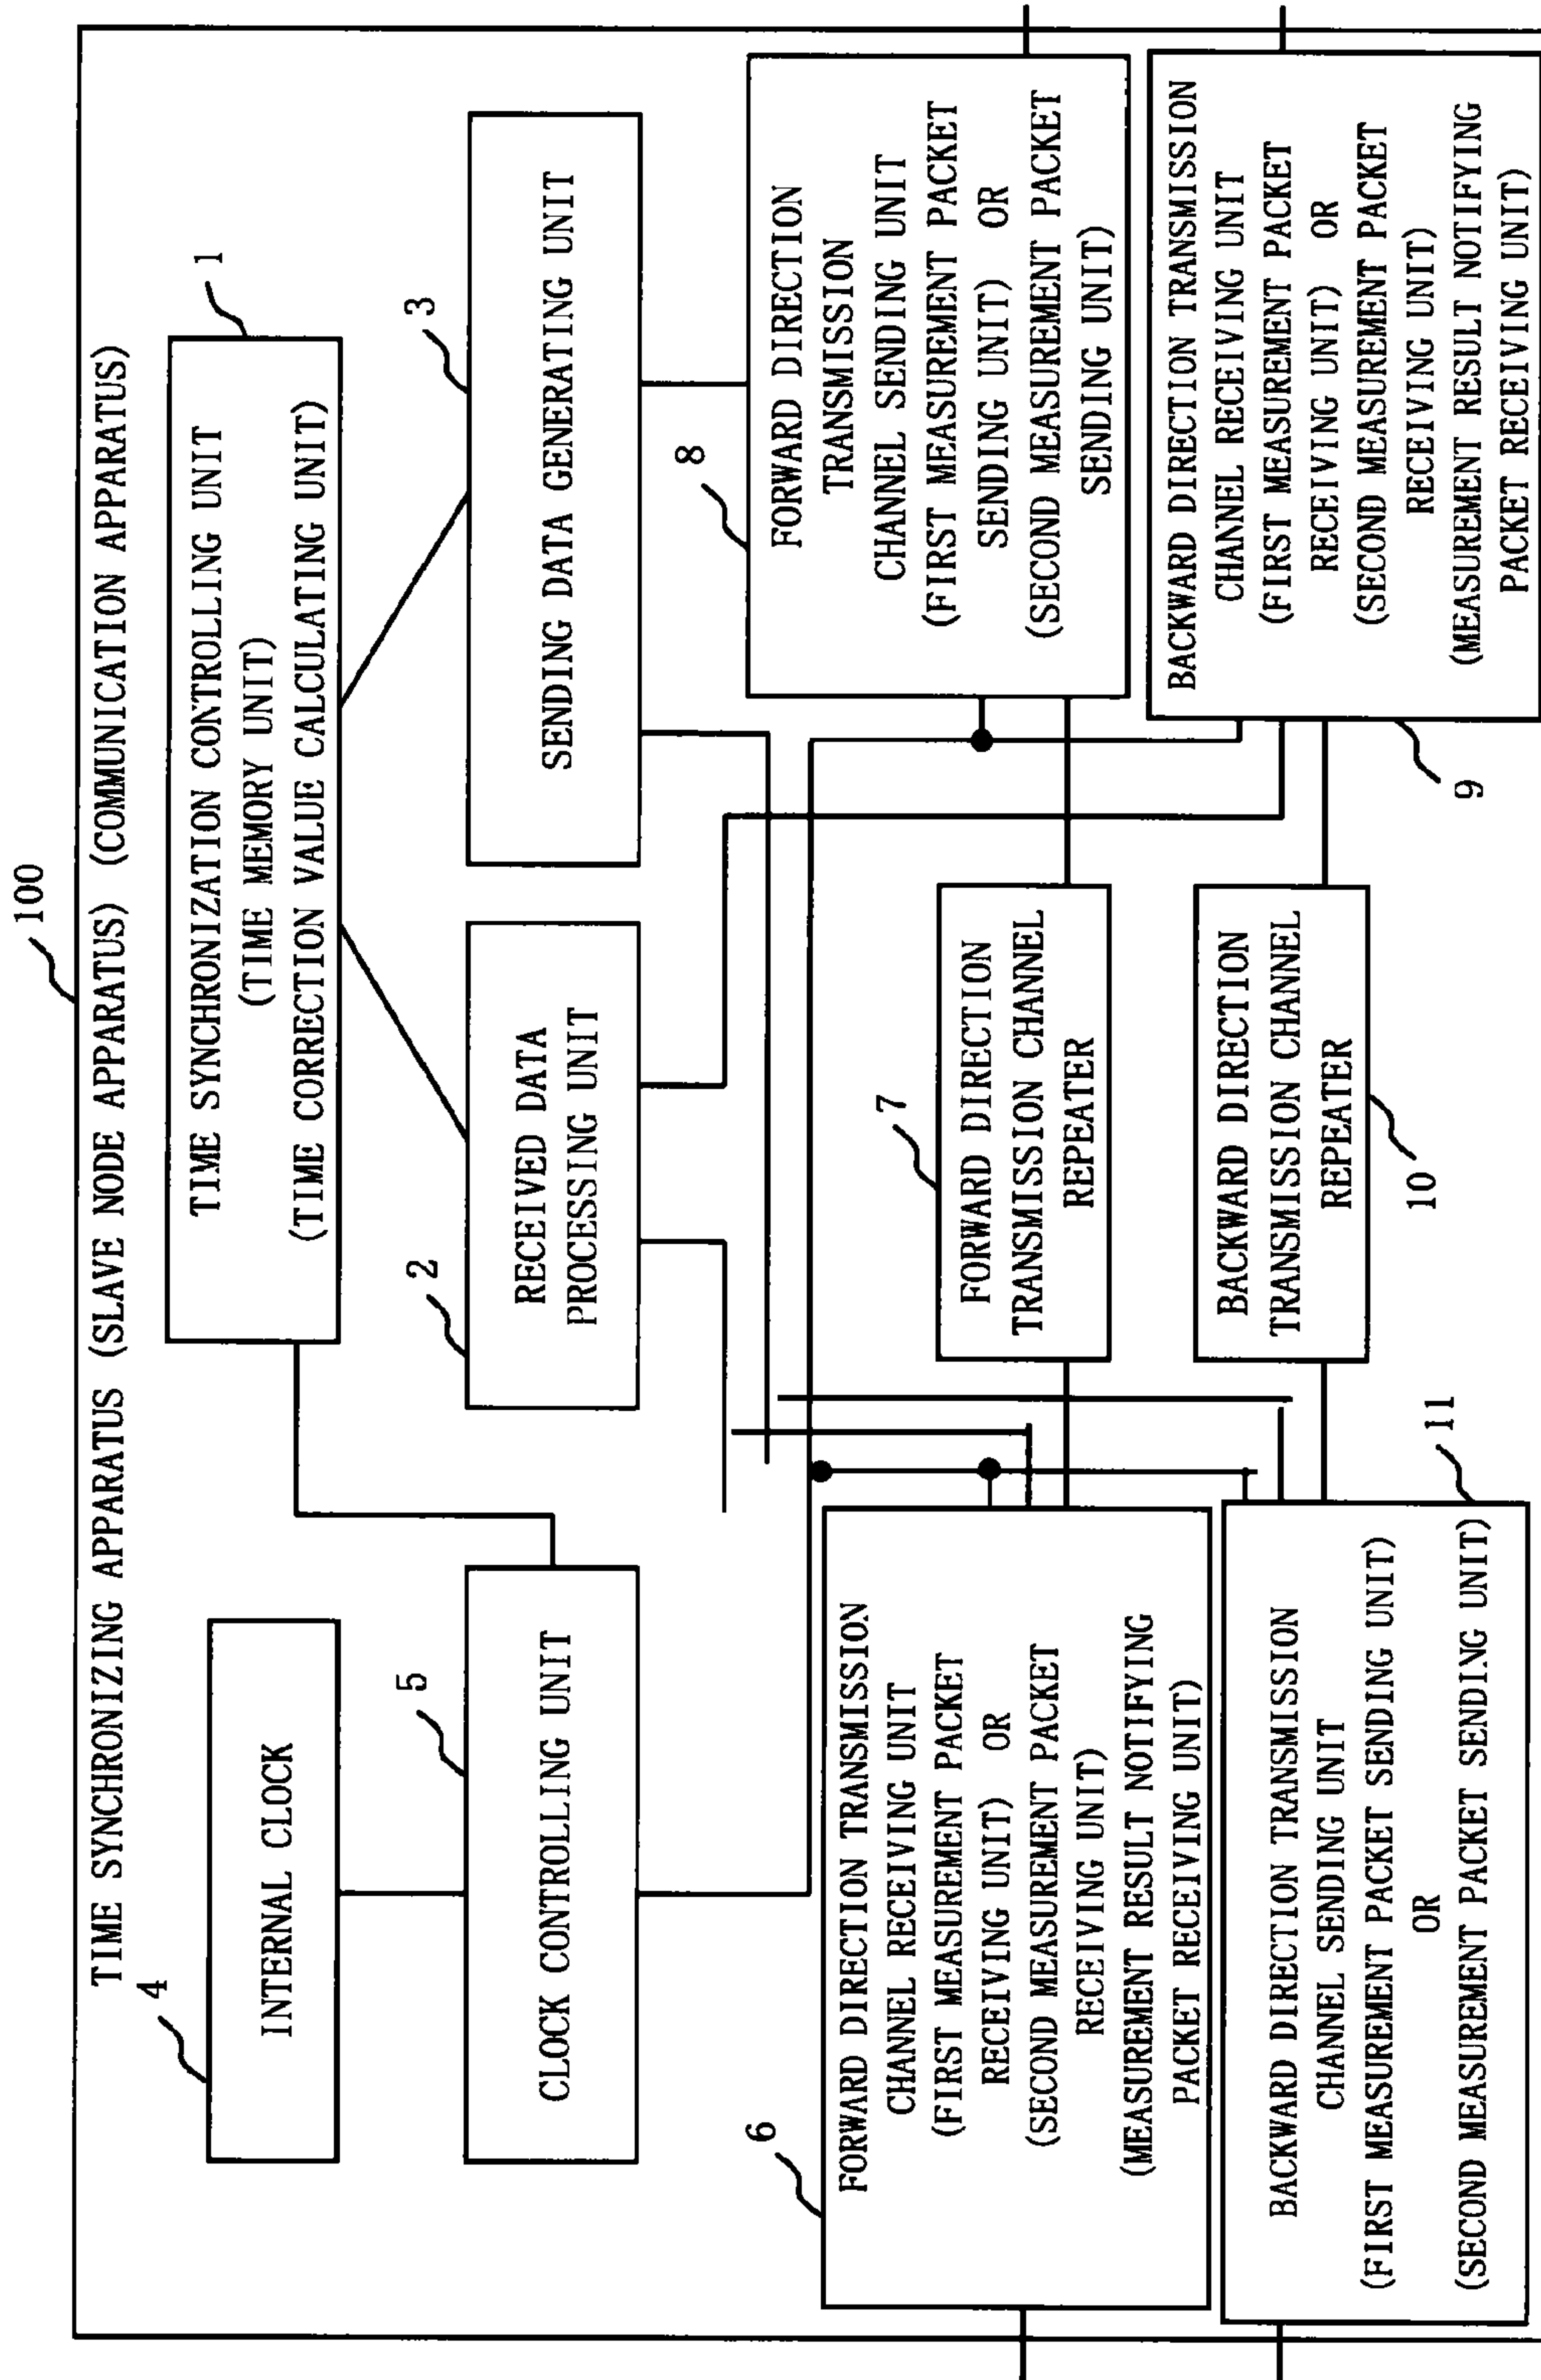 100
TIME SYNCHRONIZING APPARATUS (SLAVE NODE APPARATUS) (COMMUNICATION APPARATUS)
1
TIME SYNCHRONIZATION CONTROLLING UNIT
(TIME MEMORY UNIT)
(TIME CORRECTION VALUE CALCULATING UNIT)
4
INTERNAL CLOCK
5
CLOCK CONTROLLING UNIT
2
RECEIVED DATA
PROCESSING UNIT
3
SENDING DATA GENERATING UNIT
6
FORWARD DIRECTION TRANSMISSION
CHANNEL RECEIVING UNIT
(FIRST MEASUREMENT PACKET
RECEIVING UNIT) OR
(SECOND MEASUREMENT PACKET
RECEIVING UNIT)
(MEASUREMENT RESULT NOTIFYING
PACKET RECEIVING UNIT)
7
FORWARD DIRECTION
TRANSMISSION CHANNEL
REPEATER
8
FORWARD DIRECTION
TRANSMISSION
CHANNEL SENDING UNIT
(FIRST MEASUREMENT PACKET
SENDING UNIT) OR
(SECOND MEASUREMENT PACKET
SENDING UNIT)
11
BACKWARD DIRECTION TRANSMISSION
CHANNEL SENDING UNIT
(FIRST MEASUREMENT PACKET SENDING UNIT)
OR
(SECOND MEASUREMENT PACKET SENDING UNIT)
10
BACKWARD DIRECTION
TRANSMISSION CHANNEL
REPEATER
9
BACKWARD DIRECTION TRANSMISSION
CHANNEL RECEIVING UNIT
(FIRST MEASUREMENT PACKET
RECEIVING UNIT) OR
(SECOND MEASUREMENT PACKET
RECEIVING UNIT)
(MEASUREMENT RESULT NOTIFYING
PACKET RECEIVING UNIT)